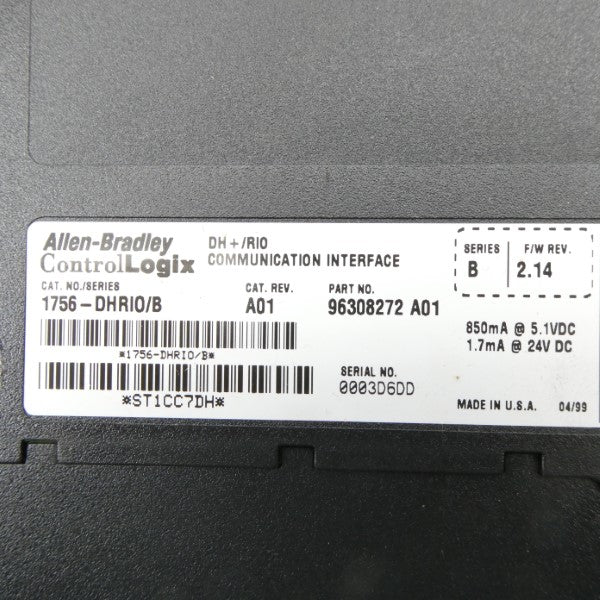 Allen-Bradley
ControlLogix
DH+/RIO
COMMUNICATION INTERFACE
SERIES
B
F/W REV.
2.14
CAT. NO./SERIES
1756-DHRIO/B
CAT. REV.
A01
PART NO.
96308272 A01
850mA @ 5.1VDC
1.7mA @ 24V DC
*1756-DHRIO/B*
*ST1CC7DH*
SERIAL NO.
0003D6DD
MADE IN U.S.A. 04/99